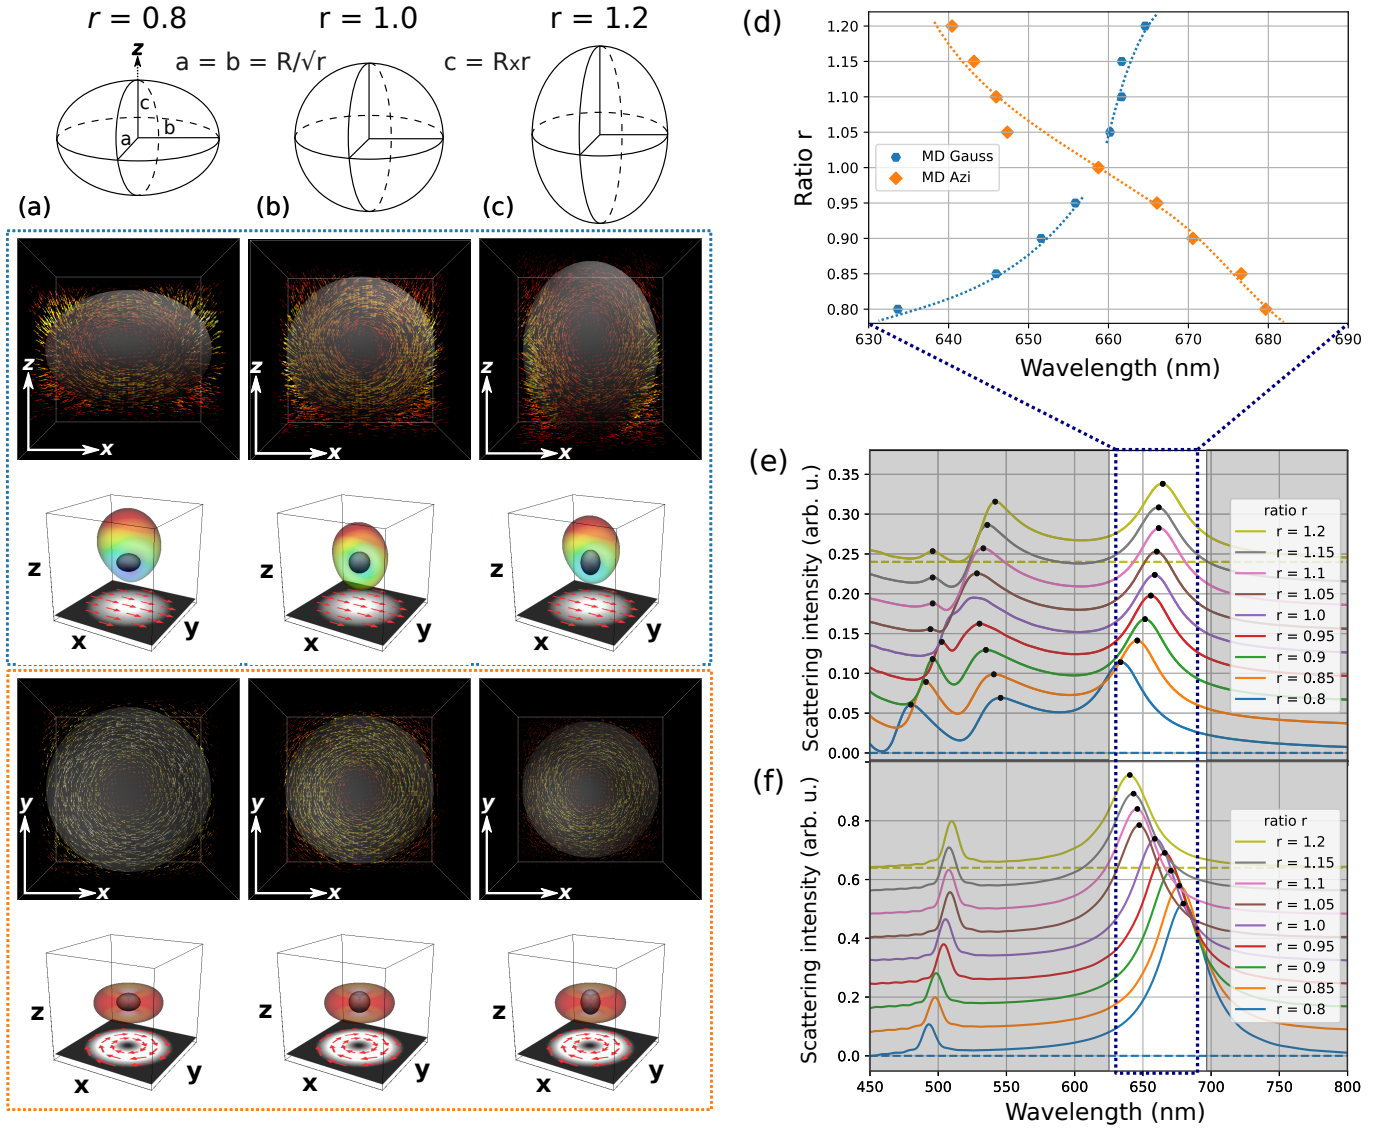 r = 0.8
r = 1.0
r = 1.2
z
a = b = R/√r
c = Rxr
c
b
a
(a)
(b)
(c)
z
x
z
x
z
x
z
x
y
z
x
y
z
x
y
y
x
y
x
y
x
z
x
y
z
x
y
z
x
y
(d)
Ratio r
1.20
1.15
1.10
1.05
1.00
0.95
0.90
0.85
0.80
MD Gauss
MD Azi
630
640
650
660
670
680
690
Wavelength (nm)
(e)
Scattering intensity (arb. u.)
0.35
0.30
0.25
0.20
0.15
0.10
0.05
0.00
ratio r
r = 1.2
r = 1.15
r = 1.1
r = 1.05
r = 1.0
r = 0.95
r = 0.9
r = 0.85
r = 0.8
(f)
Scattering intensity (arb. u.)
0.8
0.6
0.4
0.2
0.0
ratio r
r = 1.2
r = 1.15
r = 1.1
r = 1.05
r = 1.0
r = 0.95
r = 0.9
r = 0.85
r = 0.8
450
500
550
600
650
700
750
800
Wavelength (nm)